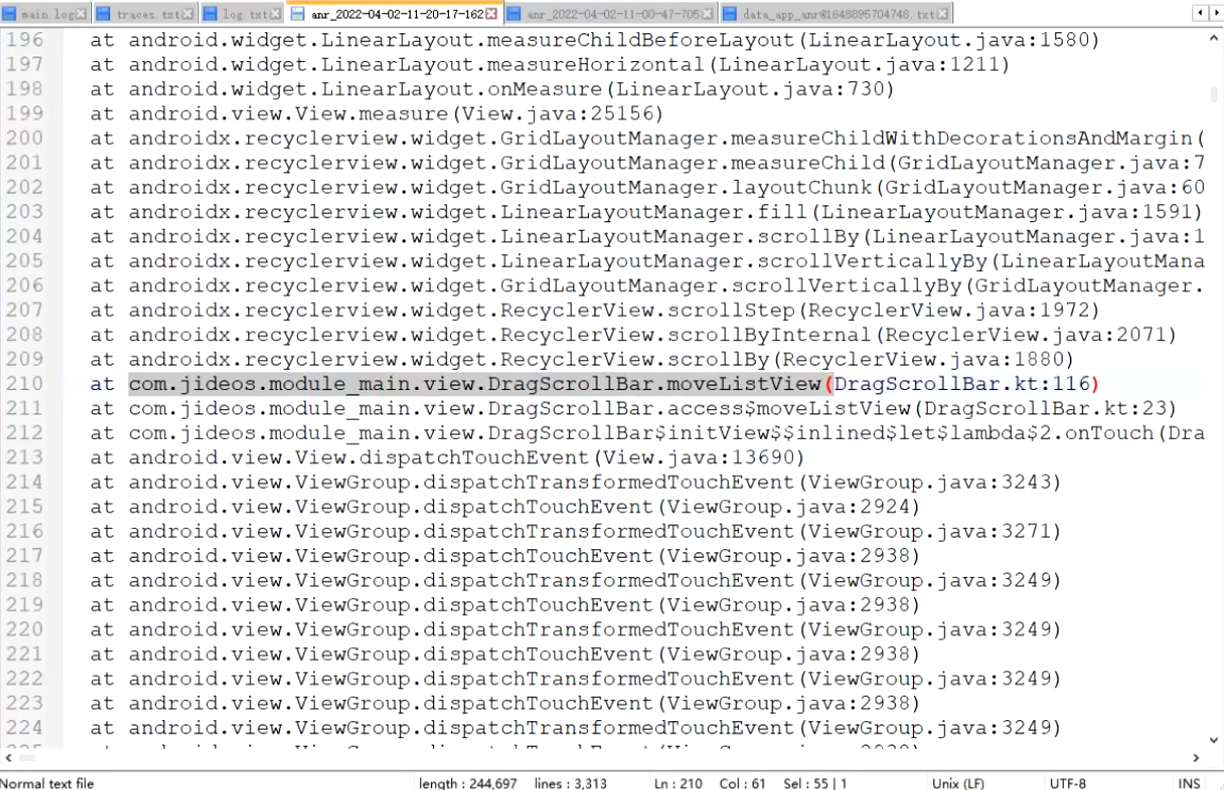 main.log traces.txt log.txt anr_2022-04-02-11-20-17-162 anr_2022-04-02-11-00-47-705 data_app_anr@1648895704748.txt
196 at android.widget.LinearLayout.measureChildBeforeLayout(LinearLayout.java:1580)
197 at android.widget.LinearLayout.measureHorizontal(LinearLayout.java:1211)
198 at android.widget.LinearLayout.onMeasure(LinearLayout.java:730)
199 at android.view.View.measure(View.java:25156)
200 at androidx.recyclerview.widget.GridLayoutManager.measureChildWithDecorationsAndMargin(
201 at androidx.recyclerview.widget.GridLayoutManager.measureChild(GridLayoutManager.java:7
202 at androidx.recyclerview.widget.GridLayoutManager.layoutChunk(GridLayoutManager.java:60
203 at androidx.recyclerview.widget.LinearLayoutManager.fill(LinearLayoutManager.java:1591)
204 at androidx.recyclerview.widget.LinearLayoutManager.scrollBy(LinearLayoutManager.java:1
205 at androidx.recyclerview.widget.LinearLayoutManager.scrollVerticallyBy(LinearLayoutMana
206 at androidx.recyclerview.widget.GridLayoutManager.scrollVerticallyBy(GridLayoutManager.
207 at androidx.recyclerview.widget.RecyclerView.scrollStep(RecyclerView.java:1972)
208 at androidx.recyclerview.widget.RecyclerView.scrollByInternal(RecyclerView.java:2071)
209 at androidx.recyclerview.widget.RecyclerView.scrollBy(RecyclerView.java:1880)
210 at com.jideos.module_main.view.DragScrollBar.moveListView(DragScrollBar.kt:116)
211 at com.jideos.module_main.view.DragScrollBar.access$moveListView(DragScrollBar.kt:23)
212 at com.jideos.module_main.view.DragScrollBar$initView$$inlined$let$lambda$2.onTouch(Dra
213 at android.view.View.dispatchTouchEvent(View.java:13690)
214 at android.view.ViewGroup.dispatchTransformedTouchEvent(ViewGroup.java:3243)
215 at android.view.ViewGroup.dispatchTouchEvent(ViewGroup.java:2924)
216 at android.view.ViewGroup.dispatchTransformedTouchEvent(ViewGroup.java:3271)
217 at android.view.ViewGroup.dispatchTouchEvent(ViewGroup.java:2938)
218 at android.view.ViewGroup.dispatchTransformedTouchEvent(ViewGroup.java:3249)
219 at android.view.ViewGroup.dispatchTouchEvent(ViewGroup.java:2938)
220 at android.view.ViewGroup.dispatchTransformedTouchEvent(ViewGroup.java:3249)
221 at android.view.ViewGroup.dispatchTouchEvent(ViewGroup.java:2938)
222 at android.view.ViewGroup.dispatchTransformedTouchEvent(ViewGroup.java:3249)
223 at android.view.ViewGroup.dispatchTouchEvent(ViewGroup.java:2938)
224 at android.view.ViewGroup.dispatchTransformedTouchEvent(ViewGroup.java:3249)
Normal text file length : 244,697 lines : 3,313 Ln : 210 Col : 61 Sel : 55 | 1 Unix (LF) UTF-8 INS